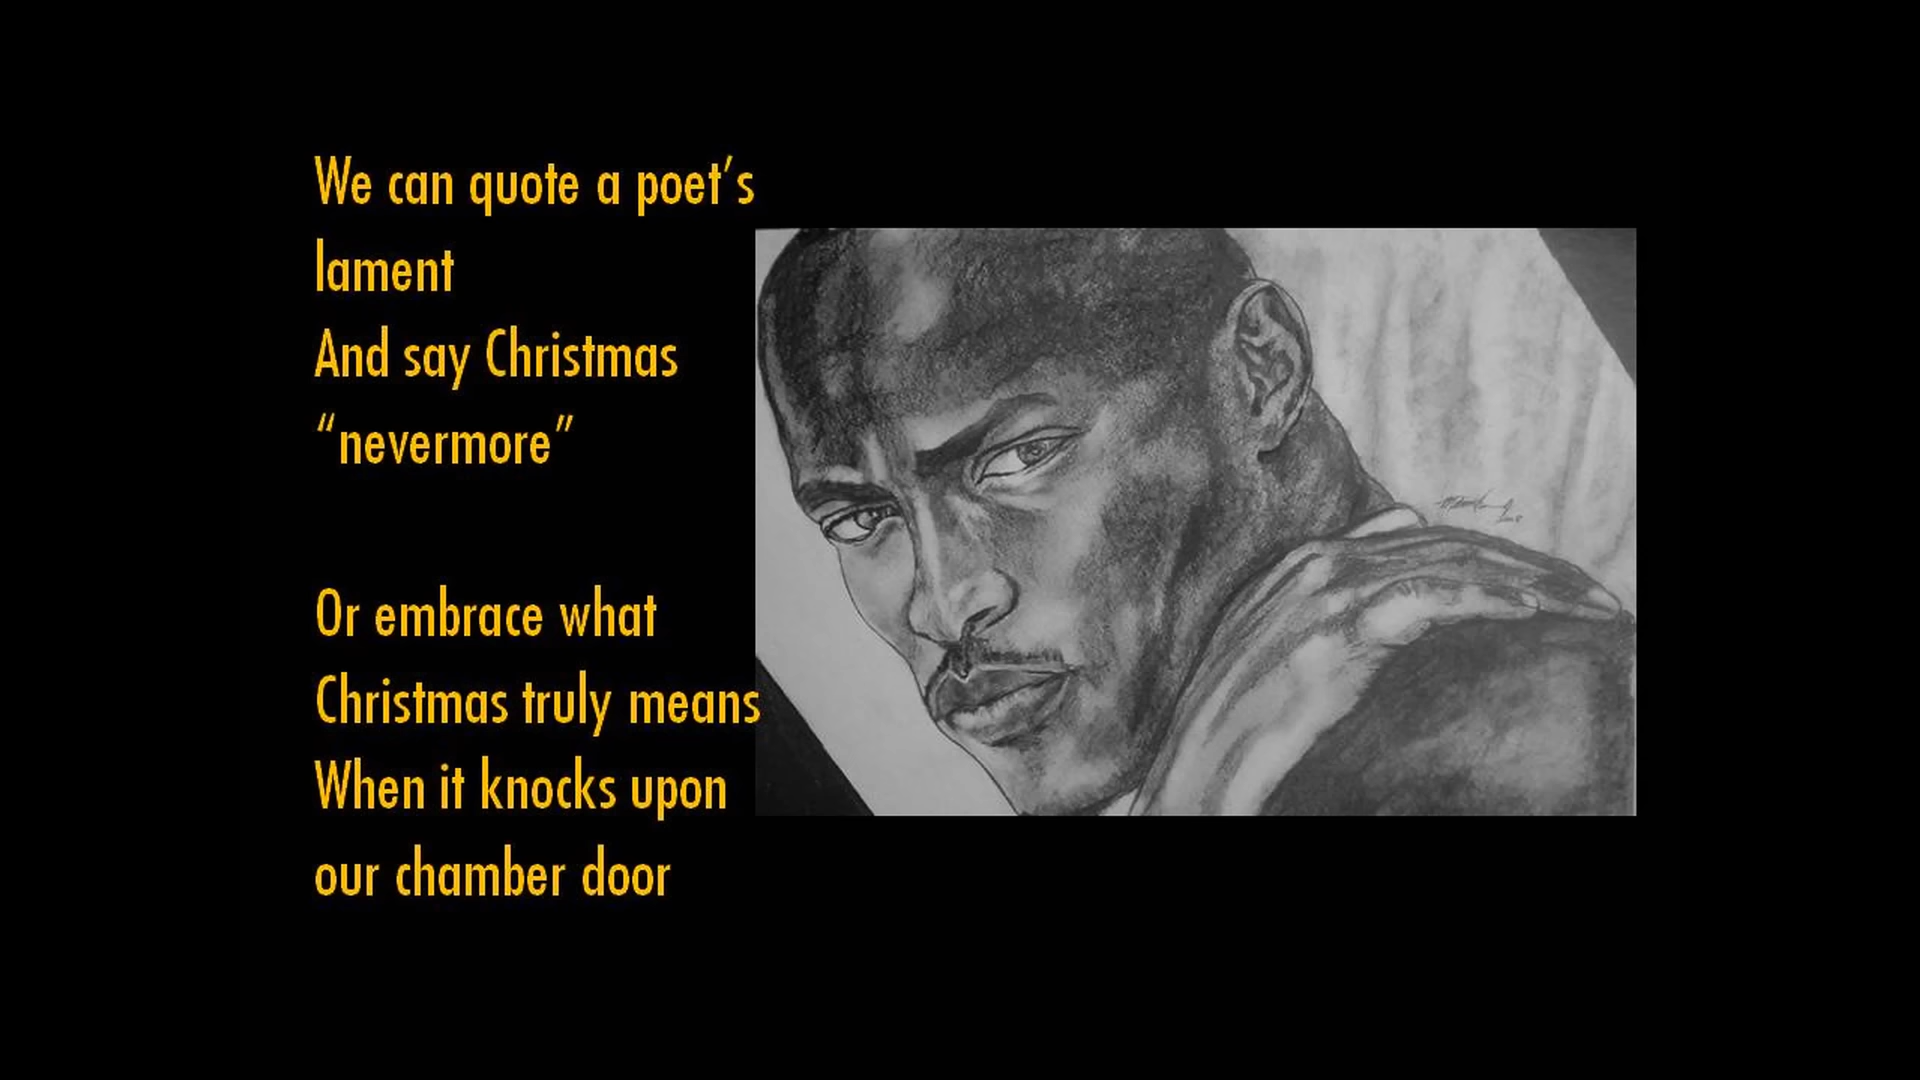 We can quote a poet’s
lament
And say Christmas
“nevermore”
Or embrace what
Christmas truly means
When it knocks upon
our chamber door